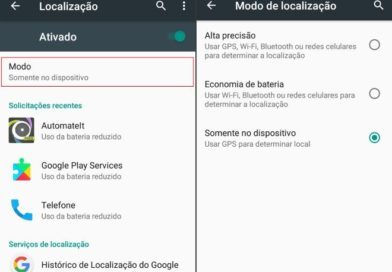 Localização
Ativado
Modo
Somente no dispositivo
Solicitações recentes
AutomateIt
Uso da bateria reduzido
Google Play Services
Uso da bateria reduzido
Telefone
Uso da bateria reduzido
Serviços de localização
Histórico de Localização do Google
Modo de localização
Alta precisão
Usar GPS, Wi-Fi, Bluetooth ou redes celulares
para determinar a localização
Economia de bateria
Usar Wi-Fi, Bluetooth ou redes celulares para
determinar a localização
Somente no dispositivo
Usar GPS para determinar local